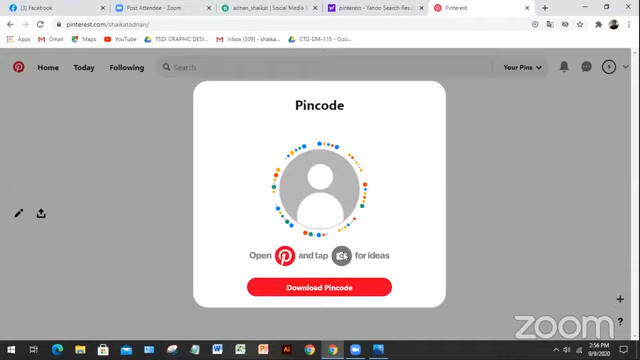 (3) Facebook
Post Attendee - Zoom
adnan_shaikat | Social Media
pinterest - Yahoo Search Resu
Pinterest
pinterest.com/shaikatadnan/
Apps
Gmail
YouTube
Maps
TSDI GRAPHIC DES
Inbox (309) - shaika
CTG-DM-115 - Goo...
Home
Today
Following
Search
Your Pins
S
Pincode
Open and tap for ideas
Download Pincode
zoom
2:56 PM
9/9/2020